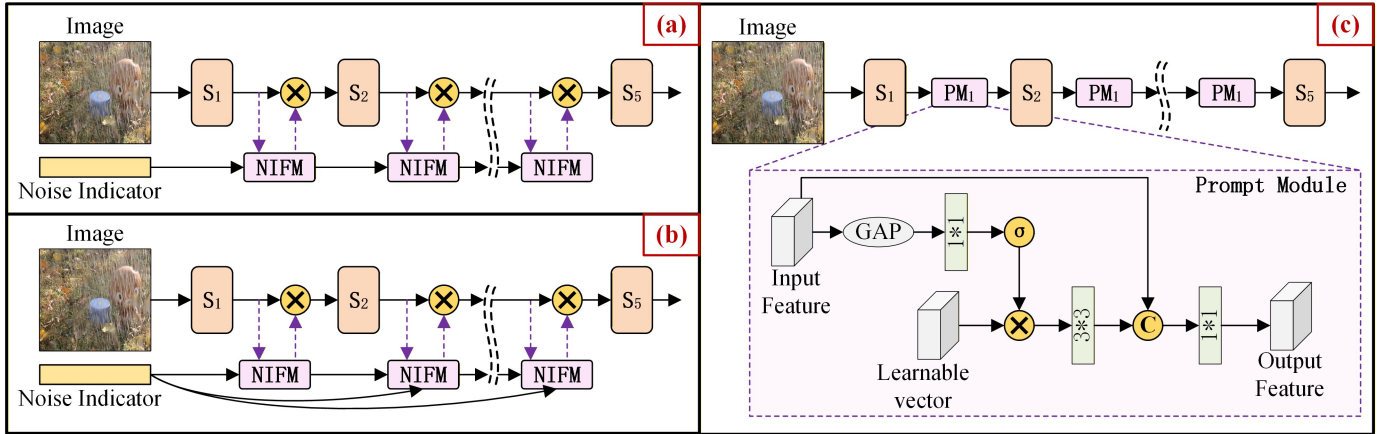 Image
(a)
S1
S2
S5
NIFM
NIFM
NIFM
Noise Indicator
Image
(b)
S1
S2
S5
NIFM
NIFM
NIFM
Noise Indicator
Image
(c)
S1
PM1
S2
PM1
PM1
S5
Prompt Module
Input
Feature
GAP
1*1
σ
Learnable
vector
3*3
C
1*1
Output
Feature